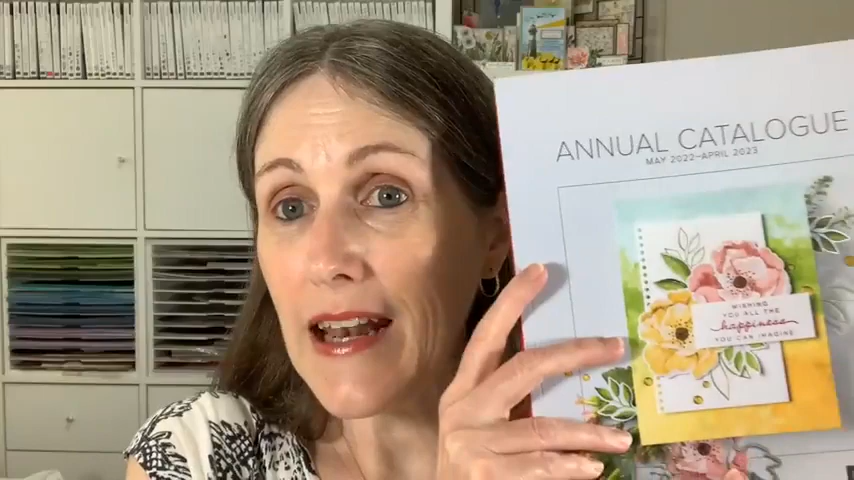 ANNUAL CATALOGUE
MAY 2022–APRIL 2023
WISHING
YOU ALL THE
happiness
YOU CAN IMAGINE